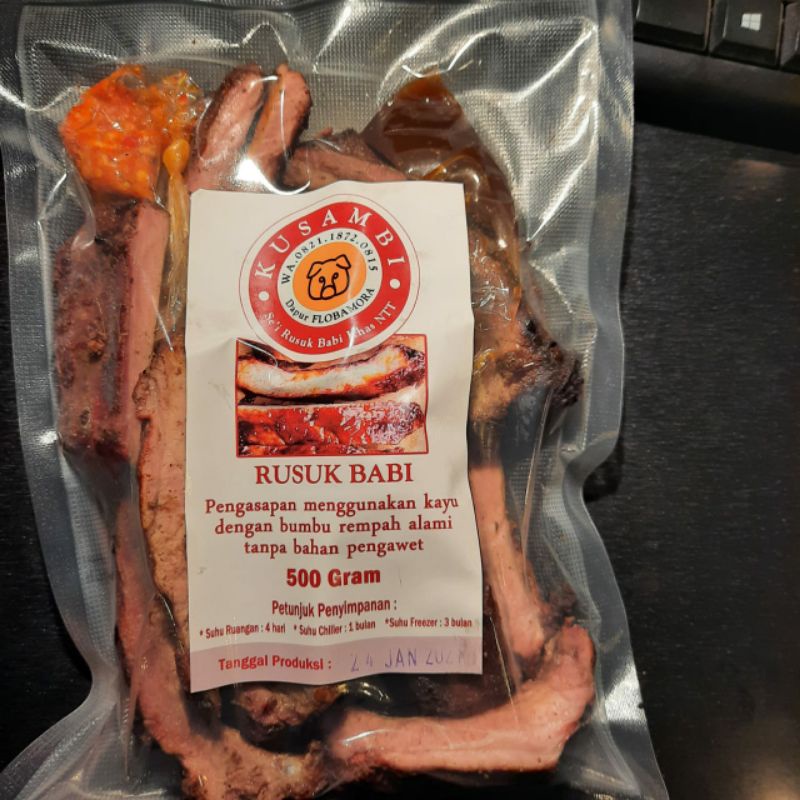 KUSAMBI
WA.0821.1872.0815
Dapur FLOBAMORA
Se'i Rusuk Babi Khas NTT
RUSUK BABI
Pengasapan menggunakan kayu
dengan bumbu rempah alami
tanpa bahan pengawet
500 Gram
Petunjuk Penyimpanan :
* Suhu Ruangan : 4 hari * Suhu Chiller : 1 bulan *Suhu Freezer : 3 bulan
Tanggal Produksi : 24 JAN